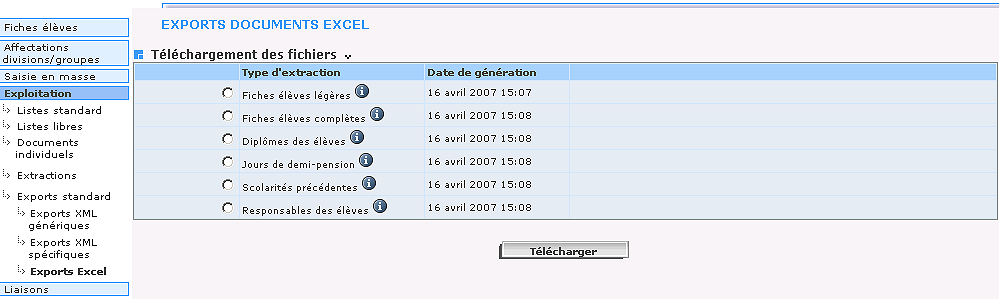 Fiches élèves
Affectations
divisions/groupes
Saisie en masse
Exploitation
Listes standard
Listes libres
Documents
individuels
Extractions
Exports standard
Exports XML
génériques
Exports XML
spécifiques
Exports Excel
Liaisons
EXPORTS DOCUMENTS EXCEL
Téléchargement des fichiers
Type d'extraction Date de génération
Fiches élèves légères 16 avril 2007 15:07
Fiches élèves complètes 16 avril 2007 15:08
Diplômes des élèves 16 avril 2007 15:08
Jours de demi-pension 16 avril 2007 15:08
Scolarités précédentes 16 avril 2007 15:08
Responsables des élèves 16 avril 2007 15:08
Télécharger